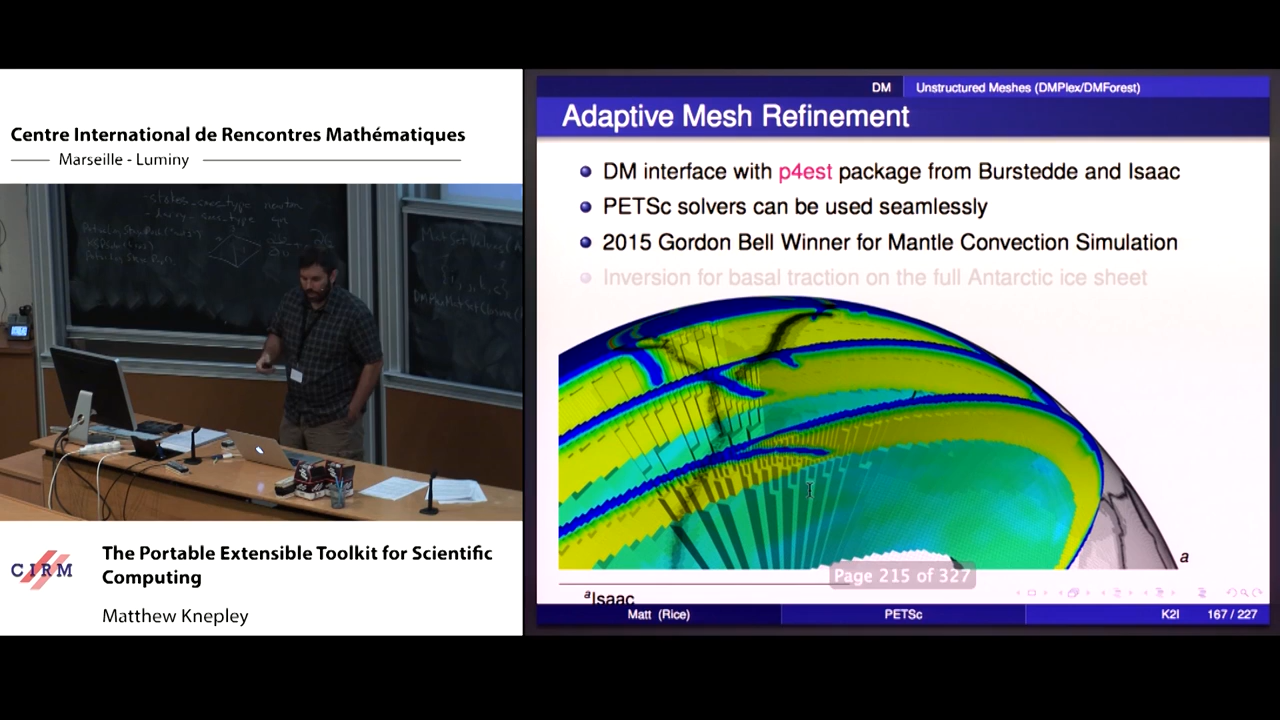 Centre International de Rencontres Mathématiques
Marseille - Luminy
DM
Unstructured Meshes (DMPlex/DMForest)
Adaptive Mesh Refinement
DM interface with p4est package from Burstedde and Isaac
PETSc solvers can be used seamlessly
2015 Gordon Bell Winner for Mantle Convection Simulation
Inversion for basal traction on the full Antarctic ice sheet
a
Page 215 of 327
aIsaac
Matt (Rice)
PETSc
K2I
167 / 227
CIRM
The Portable Extensible Toolkit for Scientific
Computing
Matthew Knepley